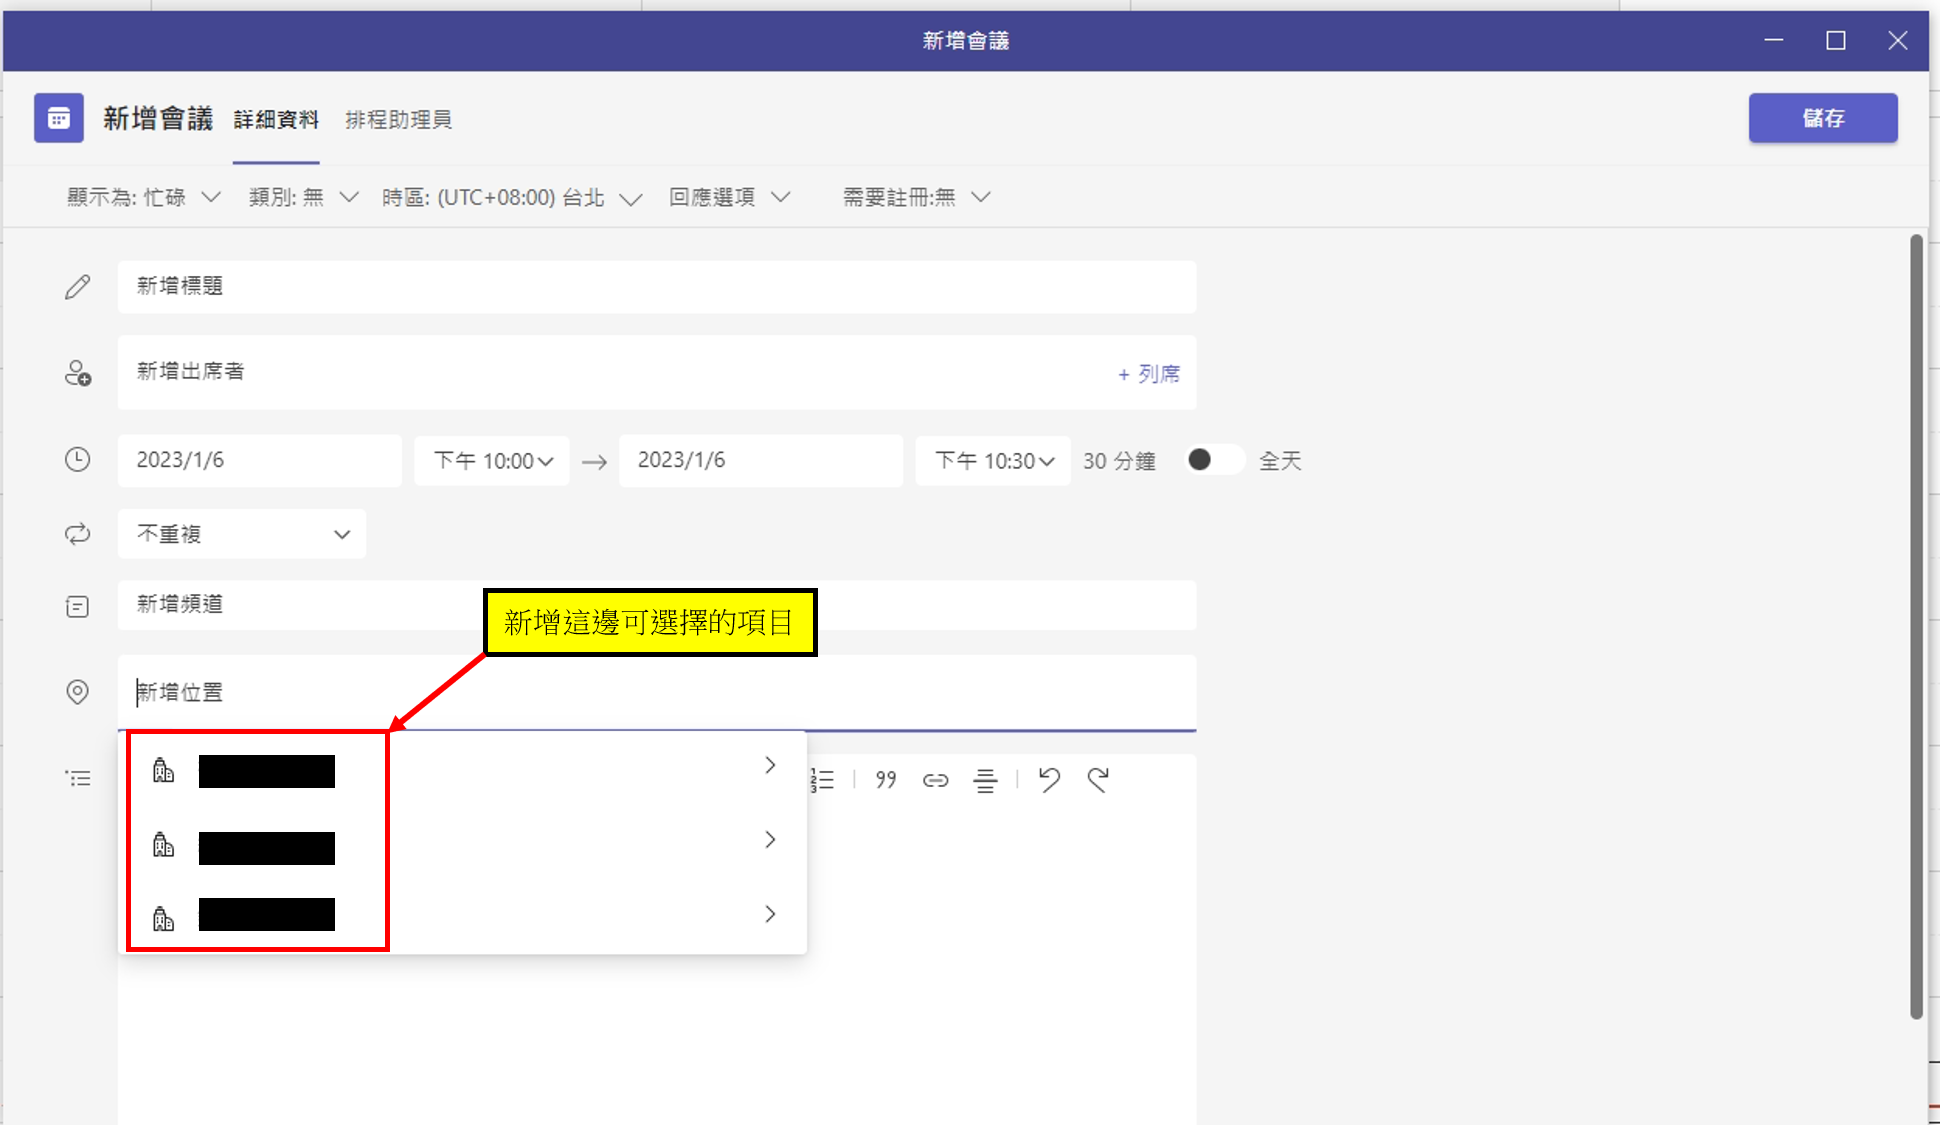 新增會議
新增會議 詳細資料 排程助理員 儲存
顯示為: 忙碌 類別: 無 時區: (UTC+08:00) 台北 回應選項 需要註冊:無
新增標題
新增出席者 + 列席
2023/1/6 下午 10:00 → 2023/1/6 下午 10:30 30 分鐘 全天
不重複
新增頻道
新增這邊可選擇的項目
新增位置